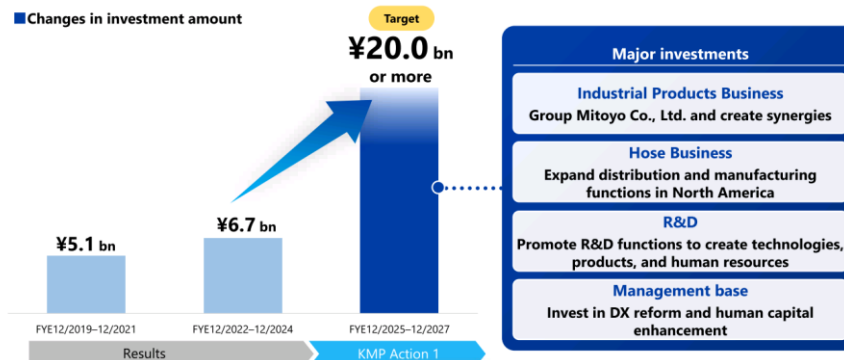 ■Changes in investment amount
Target
¥20.0 bn
or more
¥6.7 bn
¥5.1 bn
FYE12/2019–12/2021
FYE12/2022–12/2024
FYE12/2025–12/2027
Results
KMP Action 1
Major investments
Industrial Products Business
Group Mitoyo Co., Ltd. and create synergies
Hose Business
Expand distribution and manufacturing
functions in North America
R&D
Promote R&D functions to create technologies,
products, and human resources
Management base
Invest in DX reform and human capital
enhancement